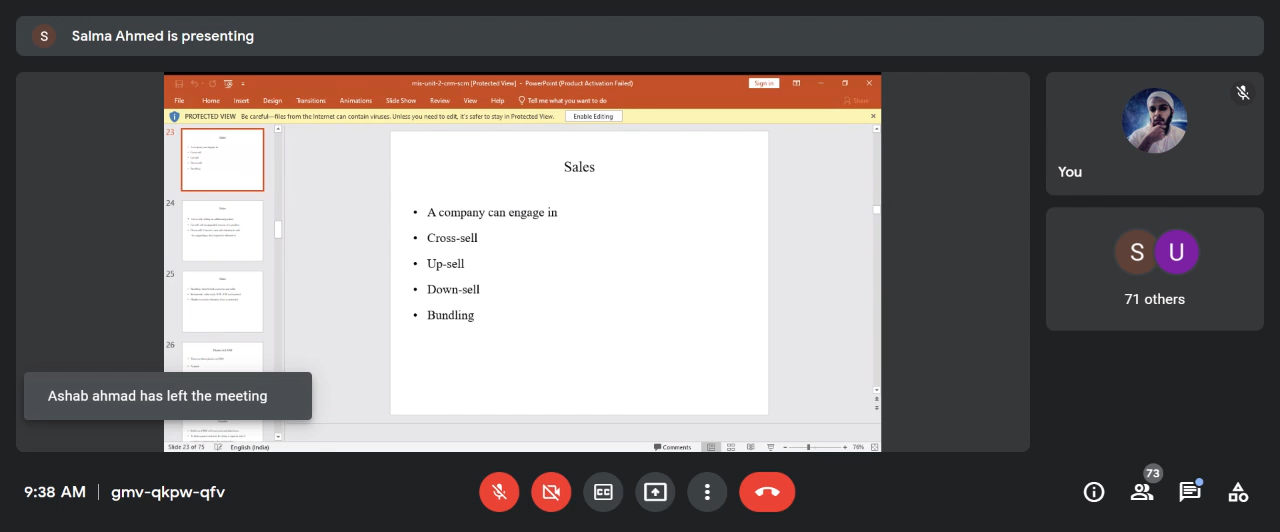 S Salma Ahmed is presenting
mis-unit-2-crm-scm [Protected View] - PowerPoint (Product Activation Failed)
Sign in
File Home Insert Design Transitions Animations Slide Show Review View Help Tell me what you want to do Share
PROTECTED VIEW Be careful—files from the Internet can contain viruses. Unless you need to edit, it's safer to stay in Protected View. Enable Editing
23
24
25
26
Sales
• A company can engage in
• Cross-sell
• Up-sell
• Down-sell
• Bundling
Slide 23 of 75 English (India)
Comments
76%
You
S U
71 others
Ashab ahmad has left the meeting
9:38 AM | gmv-qkpw-qfv
CC
73